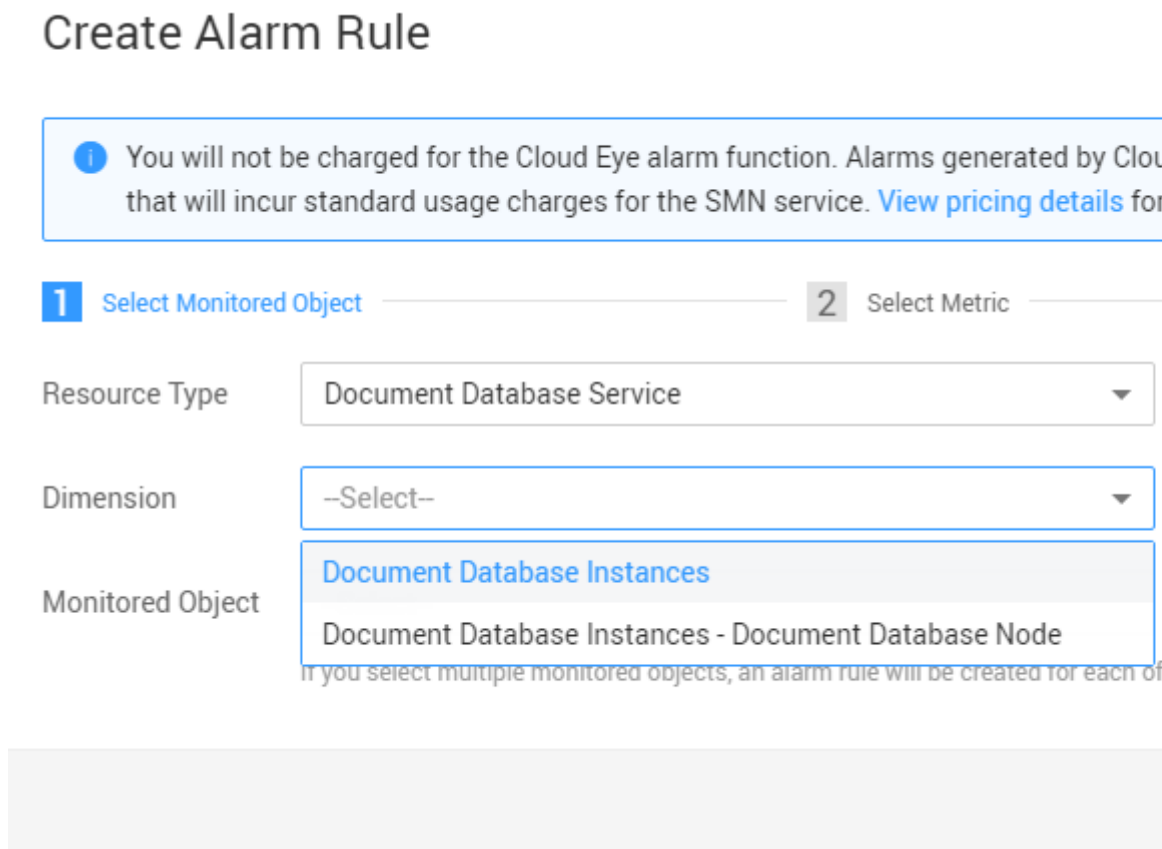 Create Alarm Rule
You will not be charged for the Cloud Eye alarm function. Alarms generated by
that will incur standard usage charges for the SMN service. View pricing details
1 Select Monitored Object 2 Select Metric
Resource Type Document Database Service
Dimension --Select--
Document Database Instances
Monitored Object
Document Database Instances - Document Database Node
If you select multiple monitored objects, an alarm rule will be created for each of